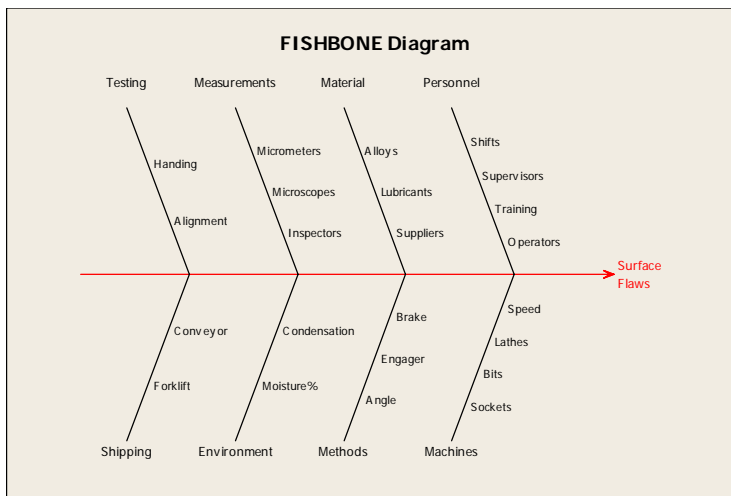 FISHBONE Diagram
Testing
Measurements
Material
Personnel
Handing
Alignment
Micrometers
Microscopes
Inspectors
Alloys
Lubricants
Suppliers
Shifts
Supervisors
Training
Operators
Surface
Flaws
Conveyor
Forklift
Condensation
Moisture%
Brake
Engager
Angle
Speed
Lathes
Bits
Sockets
Shipping
Environment
Methods
Machines